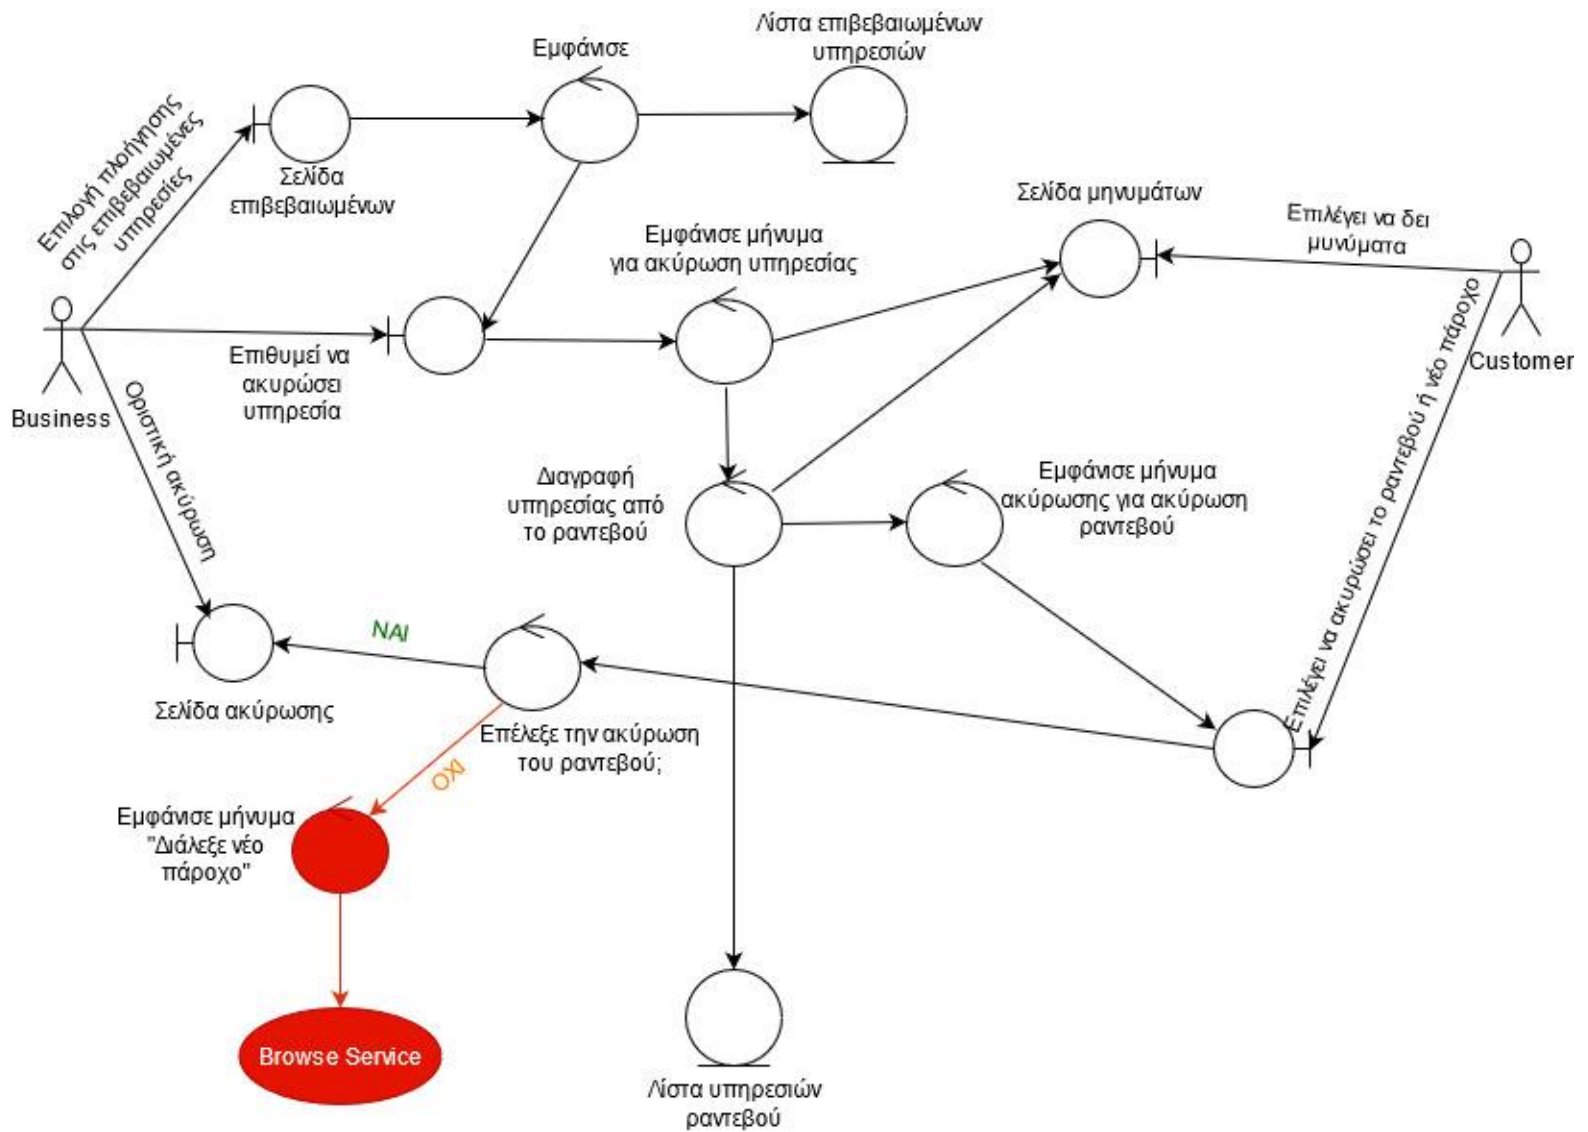 Λίστα επιβεβαιωμένων
υπηρεσιών
Εμφάνισε
Επιλογή πλοήγησης
στις επιβεβαιωμένες
υπηρεσίες
Σελίδα
επιβεβαιωμένων
Σελίδα μηνυμάτων
Επιλέγει να δει
μυνύματα
Εμφάνισε μήνυμα
για ακύρωση υπηρεσίας
Business
Επιθυμεί να
ακυρώσει
υπηρεσία
Customer
Οριστική ακύρωση
Διαγραφή
υπηρεσίας από
το ραντεβού
Εμφάνισε μήνυμα
ακύρωσης για ακύρωση
ραντεβού
Επιλέγει να ακυρώσει το ραντεβού ή νέο πάροχο
ΝΑΙ
Σελίδα ακύρωσης
Επέλεξε την ακύρωση
του ραντεβού;
ΟΧΙ
Εμφάνισε μήνυμα
"Διάλεξε νέο
πάροχο"
Browse Service
Λίστα υπηρεσιών
ραντεβού